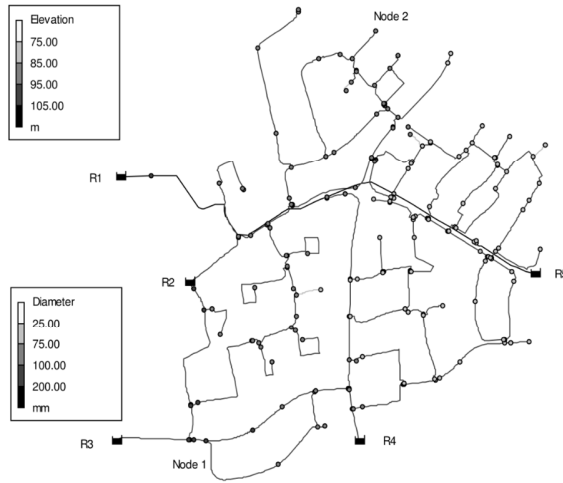 Elevation
75.00
85.00
95.00
105.00
m
Node 2
R1
R2
Diameter
25.00
75.00
100.00
200.00
mm
R3
Node 1
R4